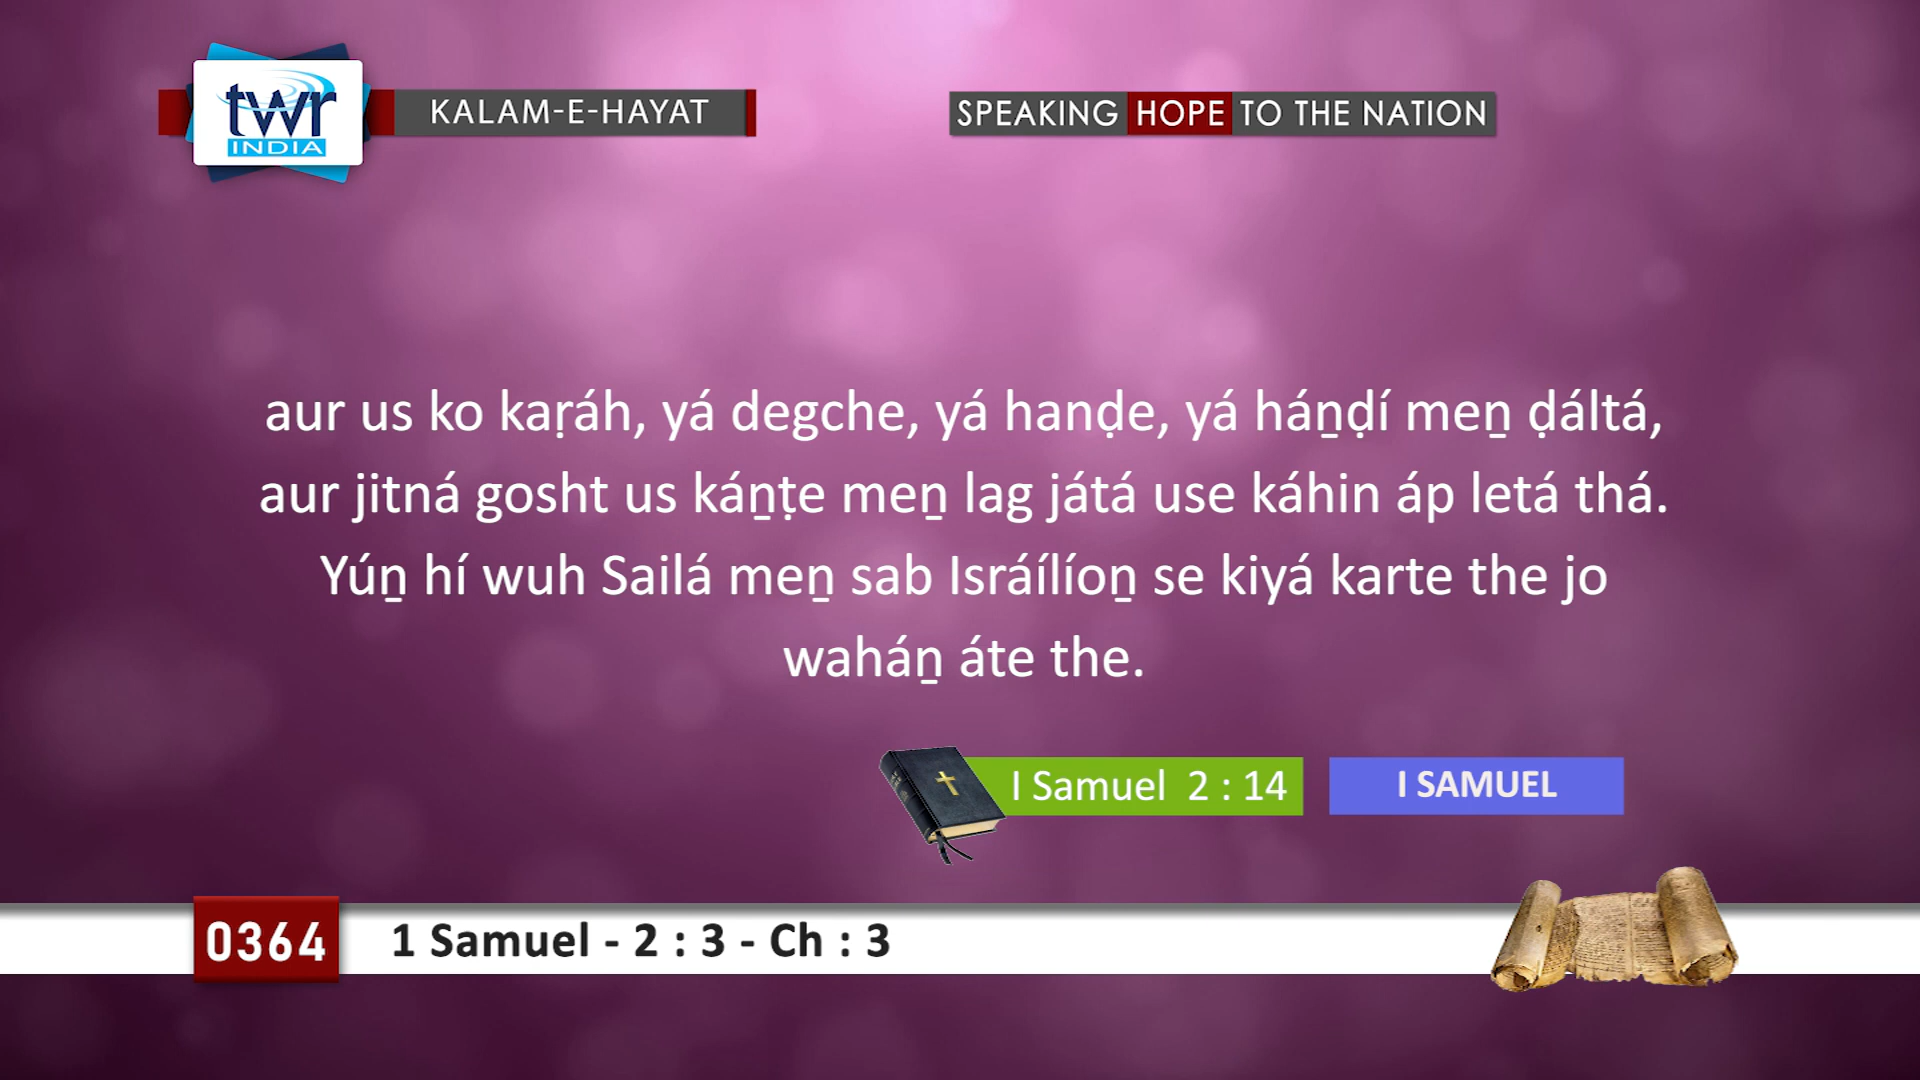 twr
INDIA
KALAM-E-HAYAT
SPEAKING HOPE TO THE NATION
aur us ko kaṛáh, yá degche, yá hanḍe, yá háṉḍí meṉ ḍáltá,
aur jitná gosht us káṉṭe meṉ lag játá use káhin áp letá thá.
Yúṉ hí wuh Sailá meṉ sab Isráílíoṉ se kiyá karte the jo
waháṉ áte the.
I Samuel 2 : 14
I SAMUEL
0364
1 Samuel - 2 : 3 - Ch : 3